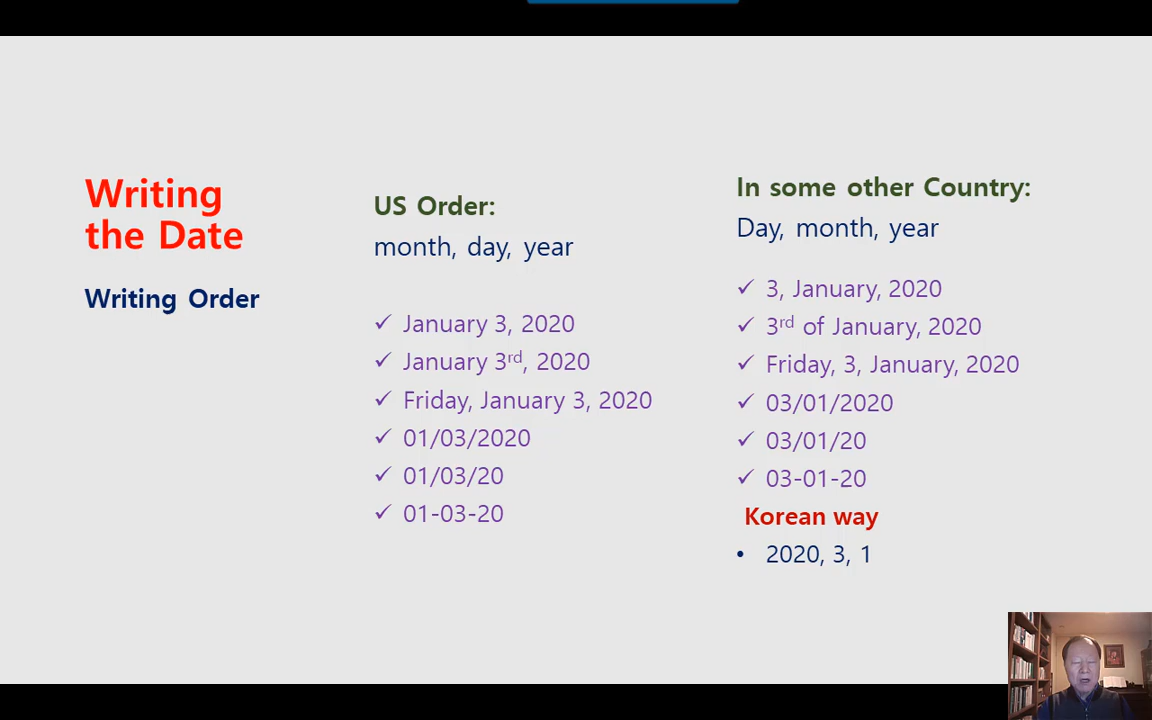 Writing
the Date
Writing Order
US Order:
month, day, year
✓ January 3, 2020
✓ January 3rd, 2020
✓ Friday, January 3, 2020
✓ 01/03/2020
✓ 01/03/20
✓ 01-03-20
In some other Country:
Day, month, year
✓ 3, January, 2020
✓ 3rd of January, 2020
✓ Friday, 3, January, 2020
✓ 03/01/2020
✓ 03/01/20
✓ 03-01-20
Korean way
• 2020, 3, 1